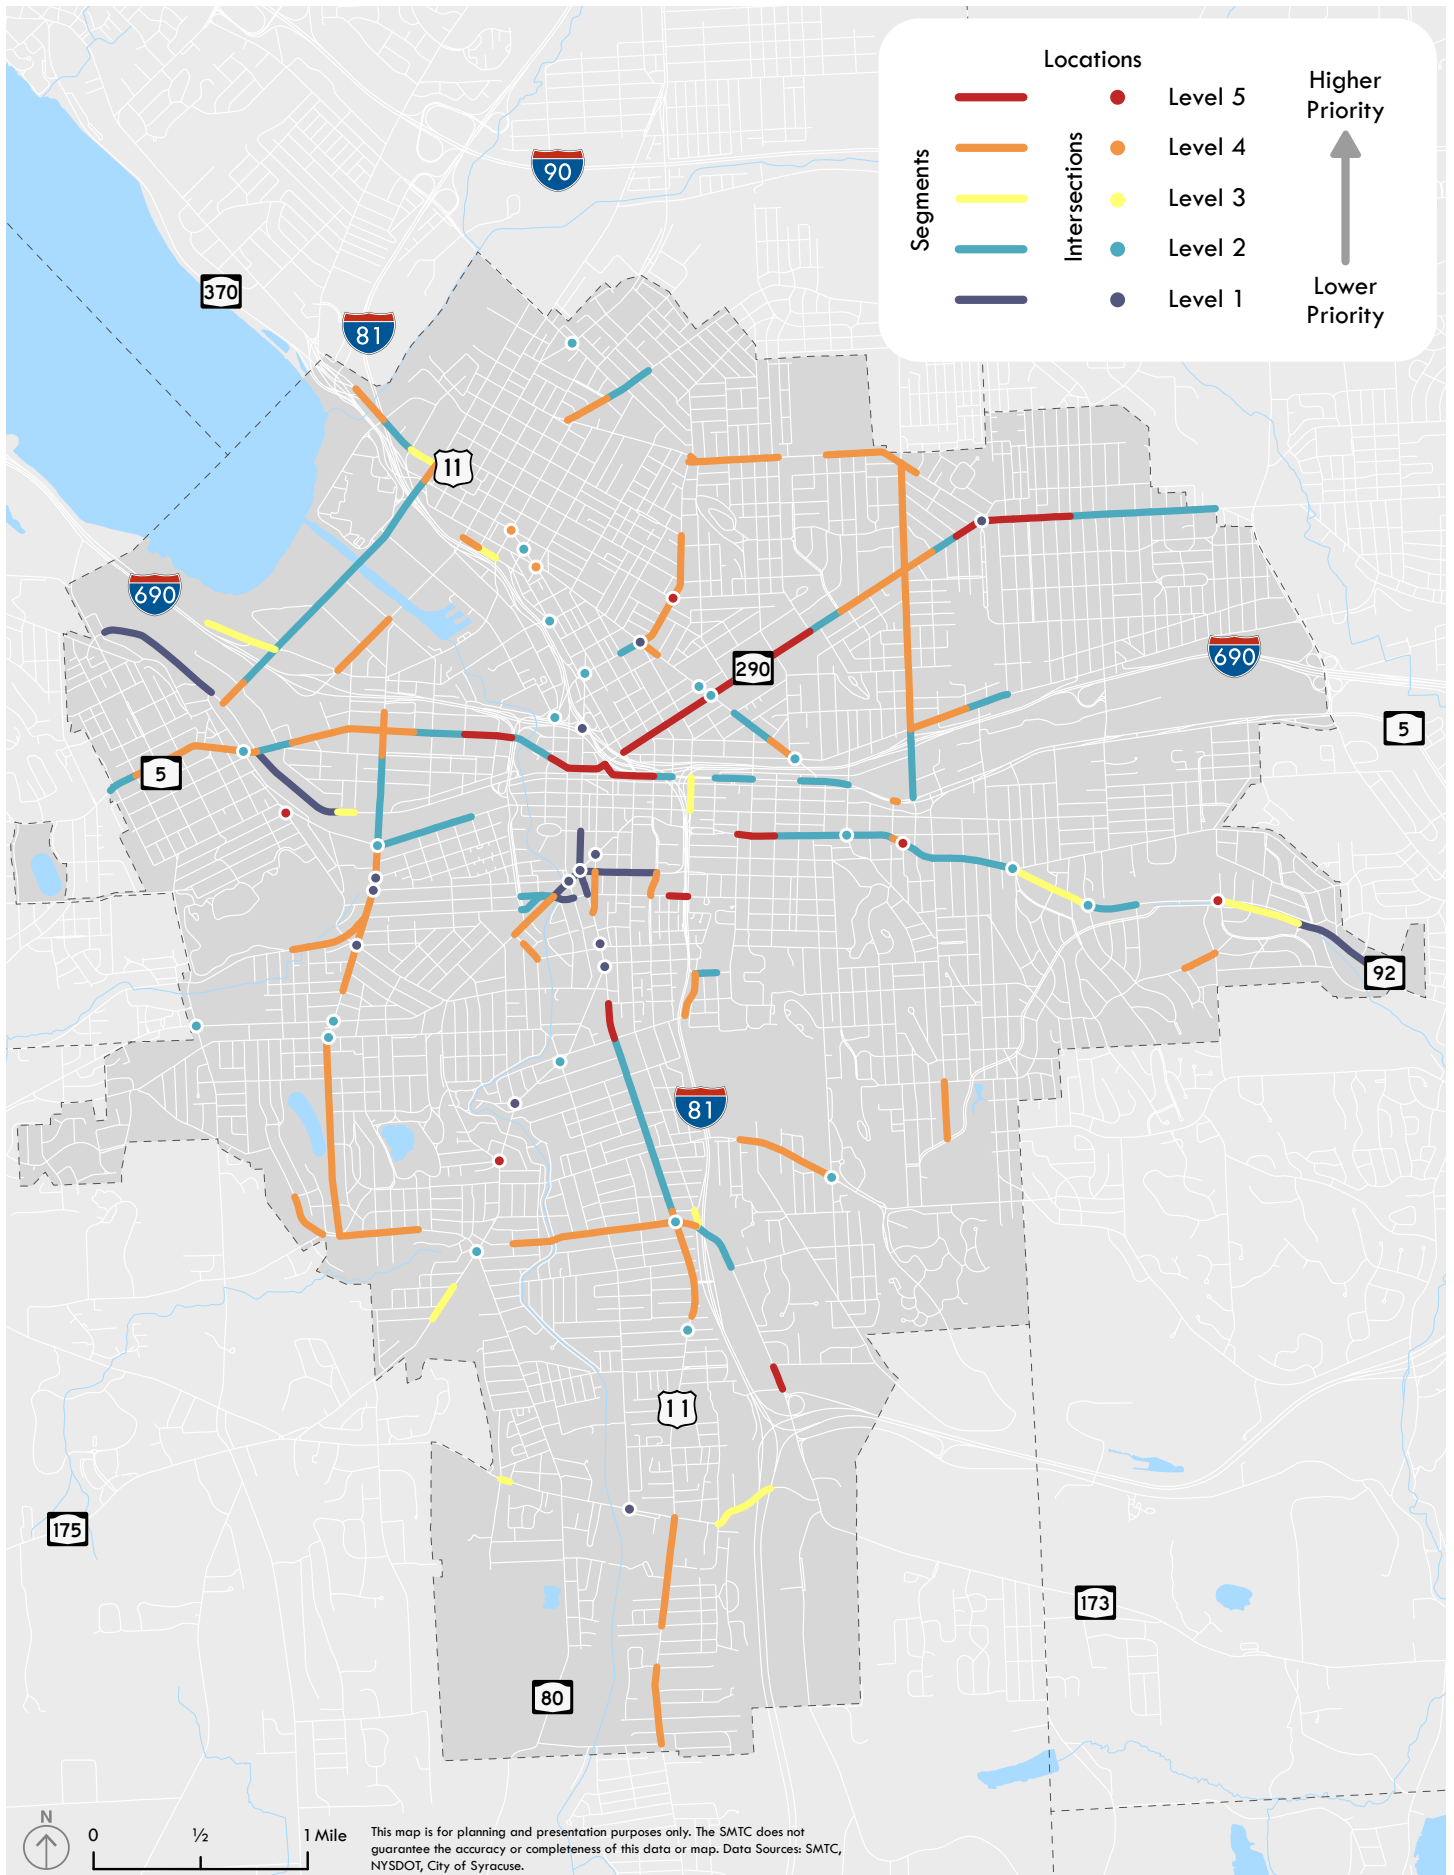 Locations
Segments
Intersections
Level 5
Level 4
Level 3
Level 2
Level 1
Higher
Priority
Lower
Priority
90
370
81
11
690
290
690
5
5
92
81
11
175
173
80
N
0
½
1 Mile
This map is for planning and presentation purposes only. The SMTC does not
guarantee the accuracy or completeness of this data or map. Data Sources: SMTC,
NYSDOT, City of Syracuse.